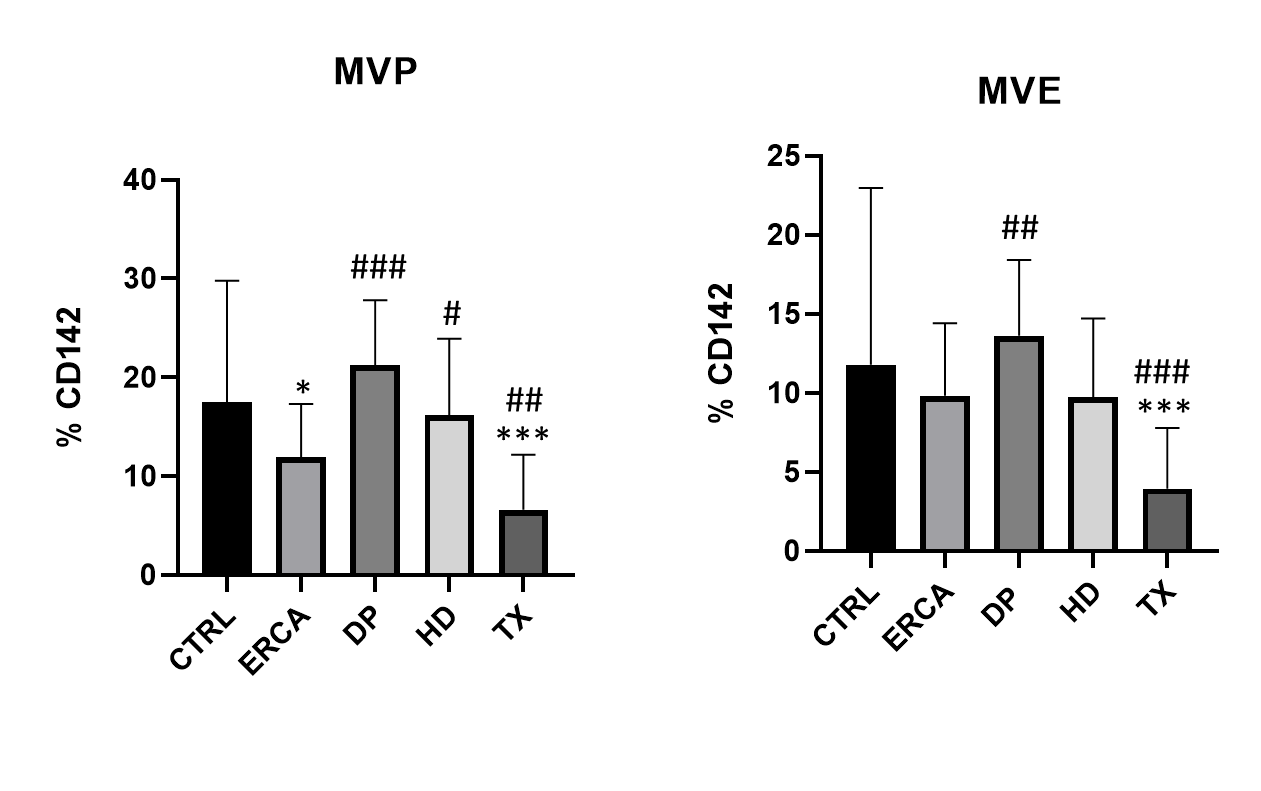 MVP
% CD142
40
30
20
10
0
*
###
#
##
***
CTRL
ERCA
DP
HD
TX
MVE
% CD142
25
20
15
10
5
0
##
###
***
CTRL
ERCA
DP
HD
TX